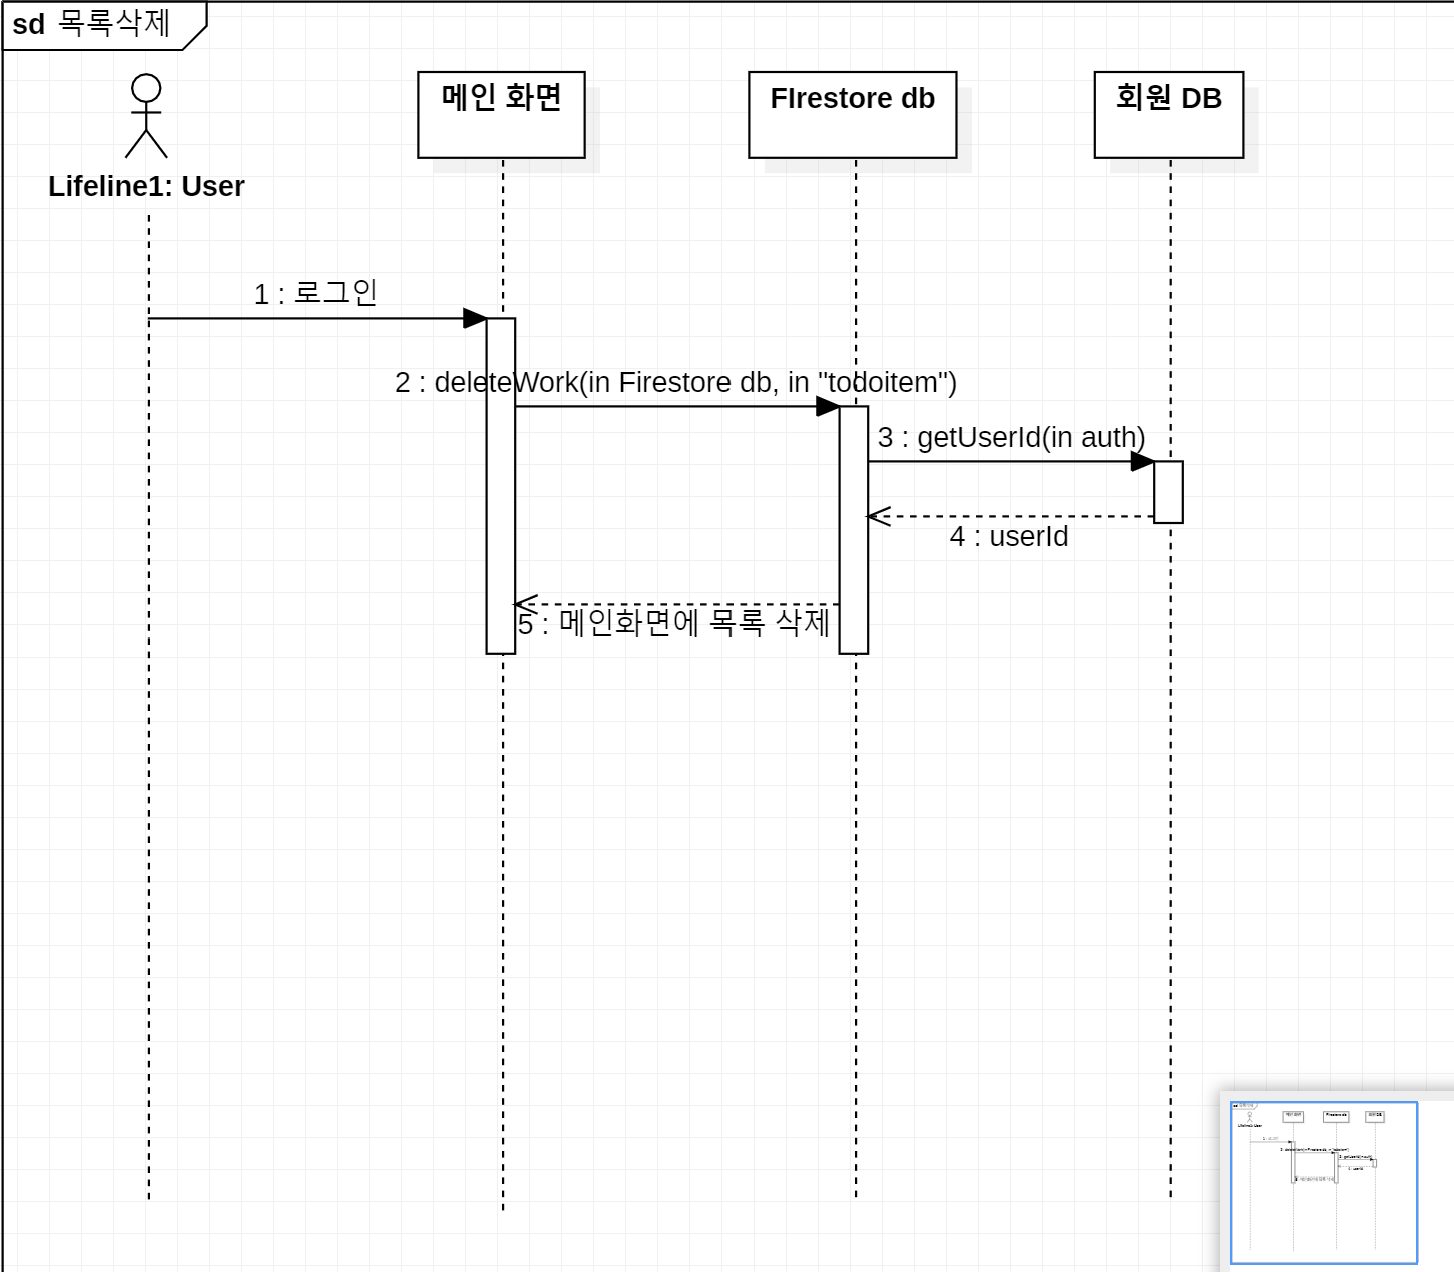 sd 목록삭제
메인 화면
FIrestore db
회원 DB
Lifeline1: User
1 : 로그인
2 : deleteWork(in Firestore db, in "todoitem")
3 : getUserId(in auth)
4 : userId
5 : 메인화면에 목록 삭제